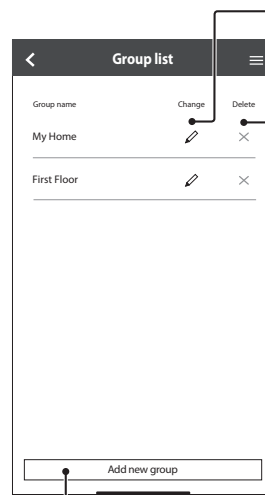 Group list
Group name Change Delete
My Home
First Floor
Add new group